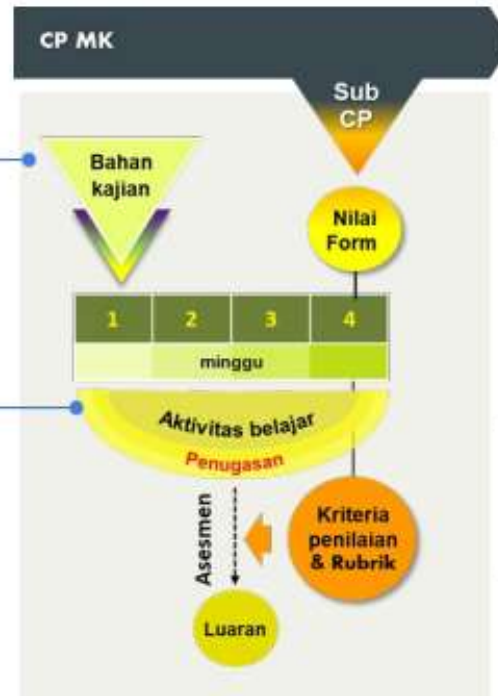 CP MK
Sub
CP
Bahan
kajian
Nilai
Form
1 2 3 4
minggu
Aktivitas belajar
Penugasan
Asesmen
Kriteria
penilaian
& Rubrik
Luaran